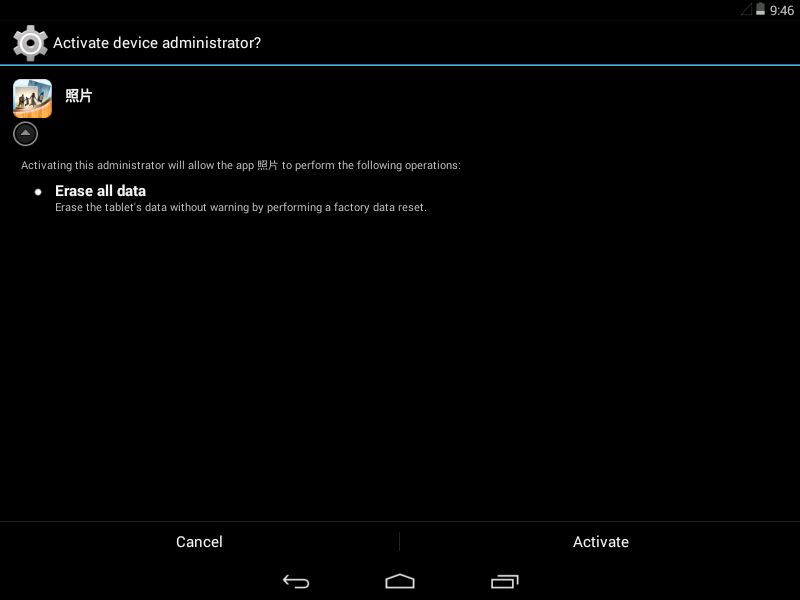 9:46
Activate device administrator?
照片
Activating this administrator will allow the app 照片 to perform the following operations:
Erase all data
Erase the tablet's data without warning by performing a factory data reset.
Cancel
Activate